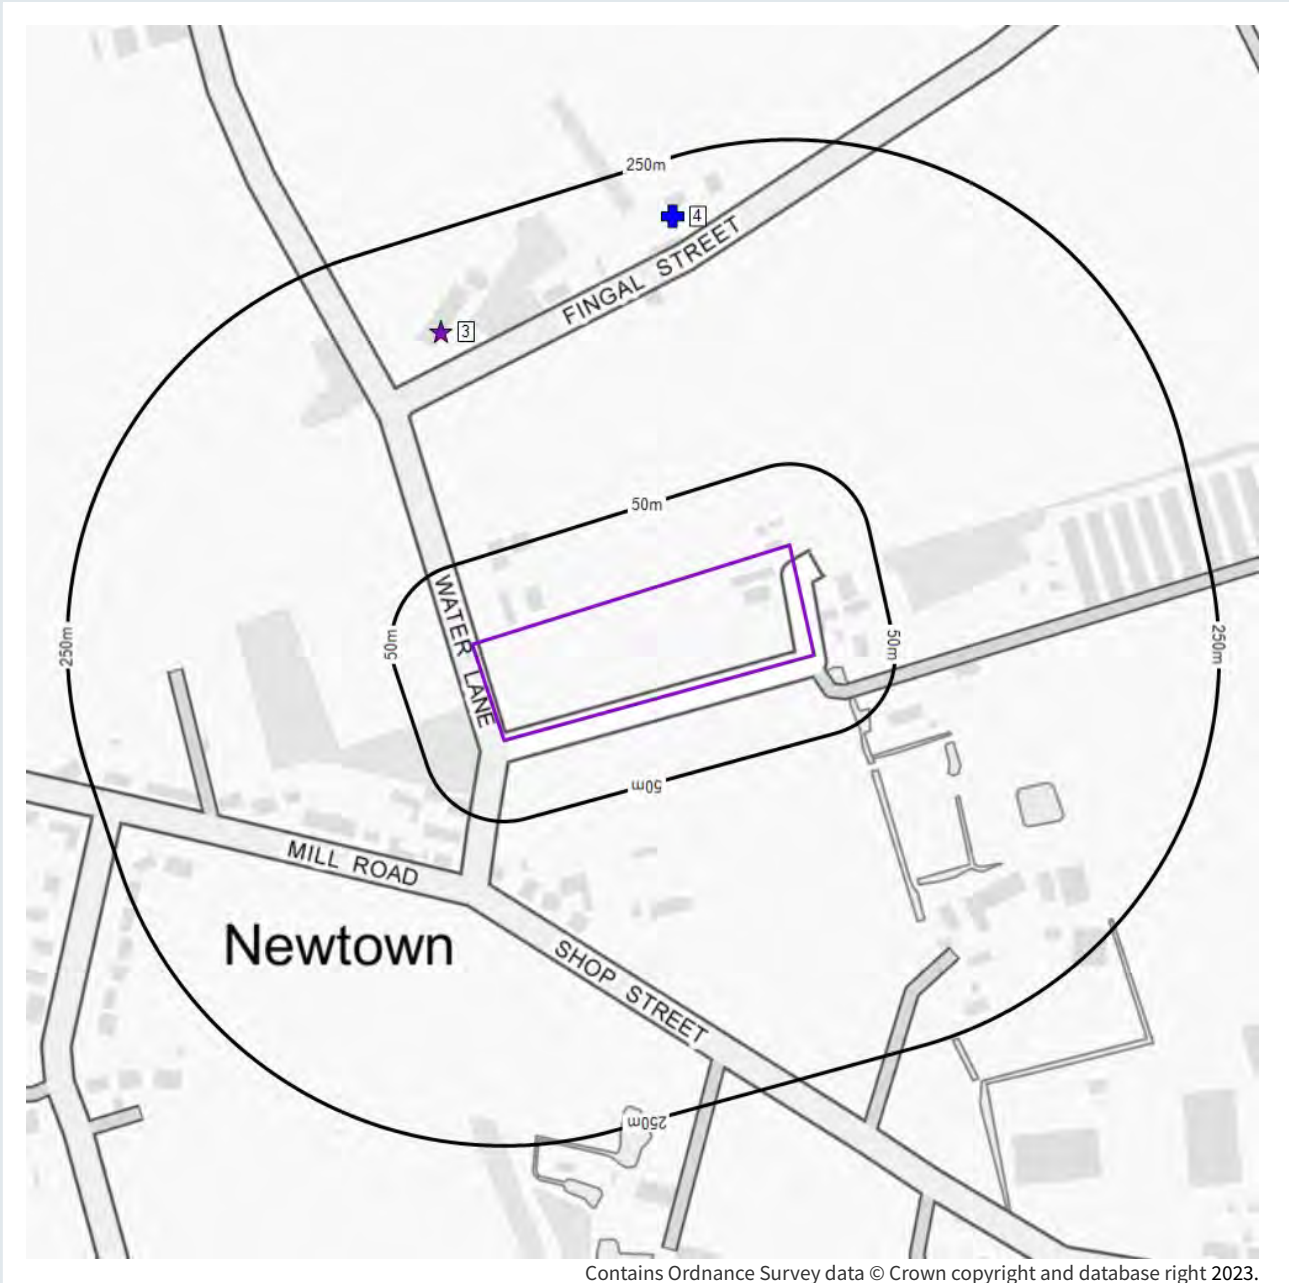 250m
4
FINGAL STREET
3
50m
WATER LANE
50m
50m
250m
250m
50m
MILL ROAD
Newtown
SHOP STREET
250m
Contains Ordnance Survey data © Crown copyright and database right 2023.